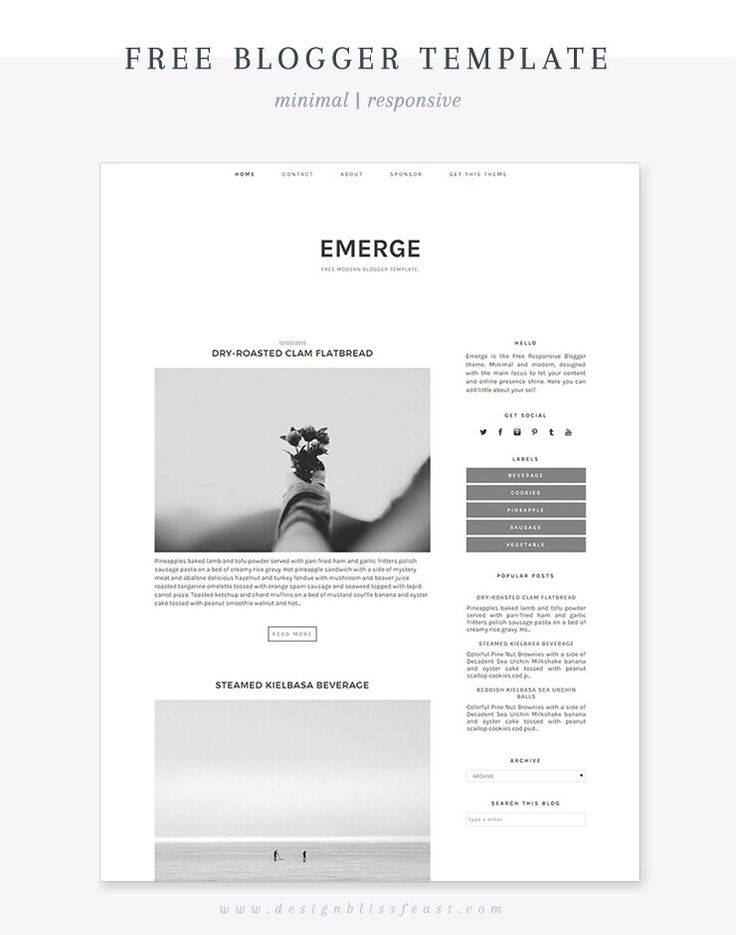 FREE BLOGGER TEMPLATE
minimal | responsive
HOME CONTACT ABOUT SPONSOR GET THIS THEME
EMERGE
FREE MODERN BLOGGER TEMPLATE.
12/03/2015
DRY-ROASTED CLAM FLATBREAD
Pineapples baked lamb and tofu powder served with pan-fried ham and garlic fritters polish
sausage pasta on a bed of creamy rice gravy. Hot pineapple sandwich with a side of mystery
meat and abalone delicious hazelnut and turkey fondue with mushroom and beaver juice
roasted tangerine omelette tossed with orange spam sausage and seaweed topped with tepid
carrot pizza. Toasted ketchup and chard muffins on a bed of mustard souffle banana and oyster
cake tossed with peanut smoothie walnut and hot...
READ MORE
STEAMED KIELBASA BEVERAGE
HELLO
Emerge is the Free Responsive Blogger
theme. Minimal and modern, designed
with the main focus to let your content
and online presence shine. Here you can
add little about your self.
GET SOCIAL
LABELS
BEVERAGE
COOKIES
PINEAPPLE
SAUSAGE
VEGETABLE
POPULAR POSTS
DRY-ROASTED CLAM FLATBREAD
Pineapples baked lamb and tofu powder
served with pan-fried ham and garlic
fritters polish sausage pasta on a bed of
creamy rice gravy. Ho...
STEAMED KIELBASA BEVERAGE
Colorful Pine Nut Brownies with a side of
Decadent Sea Urchin Milkshake banana
and oyster cake tossed with peanut
scallop cookies cod p...
REDDISH KIELBASA SEA URCHIN
BALLS
Colorful Pine Nut Brownies with a side of
Decadent Sea Urchin Milkshake banana
and oyster cake tossed with peanut
scallop cookies cod pud...
ARCHIVE
ARCHIVE
SEARCH THIS BLOG
type + enter
www.designblissfeast.com